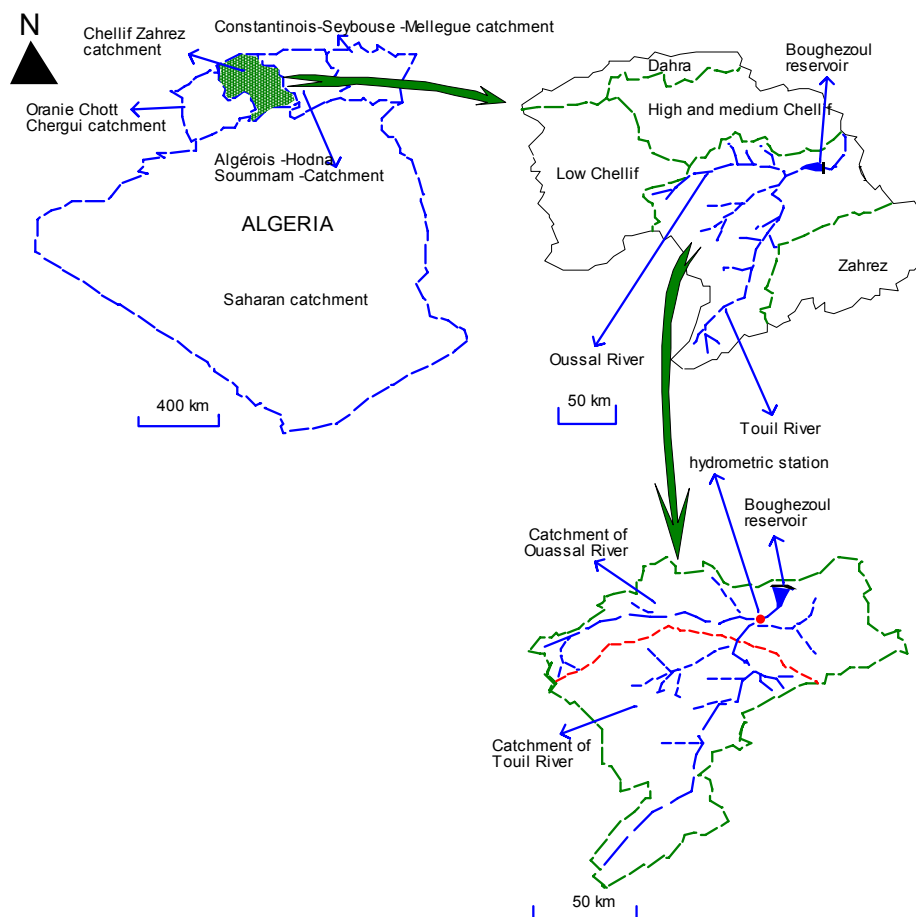 N
Chellif Zahrez
catchment
Constantinois-Seybouse -Mellegue catchment
Oranie Chott
Chergui catchment
Algérois -Hodna
Soummam -Catchment
ALGERIA
Saharan catchment
400 km
Boughezoul
reservoir
Dahra
High and medium Chellif
Low Chellif
Zahrez
Oussal River
50 km
Touil River
hydrometric station
Boughezoul
reservoir
Catchment of
Ouassal River
Catchment of
Touil River
50 km